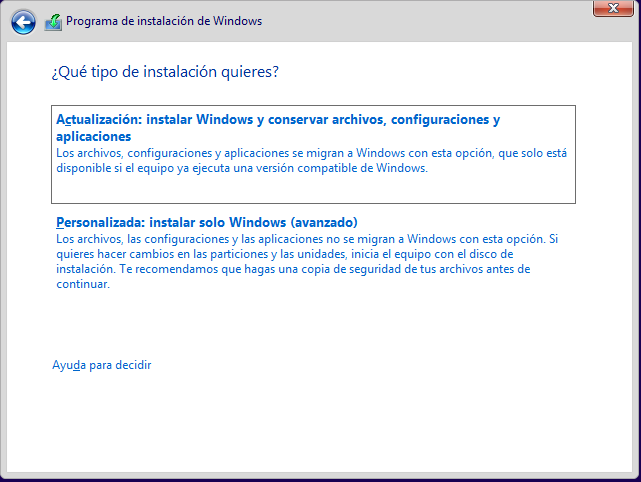 Programa de instalación de Windows
¿Qué tipo de instalación quieres?
Actualización: instalar Windows y conservar archivos, configuraciones y
aplicaciones
Los archivos, configuraciones y aplicaciones se migran a Windows con esta opción, que solo está
disponible si el equipo ya ejecuta una versión compatible de Windows.
Personalizada: instalar solo Windows (avanzado)
Los archivos, las configuraciones y las aplicaciones no se migran a Windows con esta opción. Si
quieres hacer cambios en las particiones y las unidades, inicia el equipo con el disco de
instalación. Te recomendamos que hagas una copia de seguridad de tus archivos antes de
continuar.
Ayuda para decidir